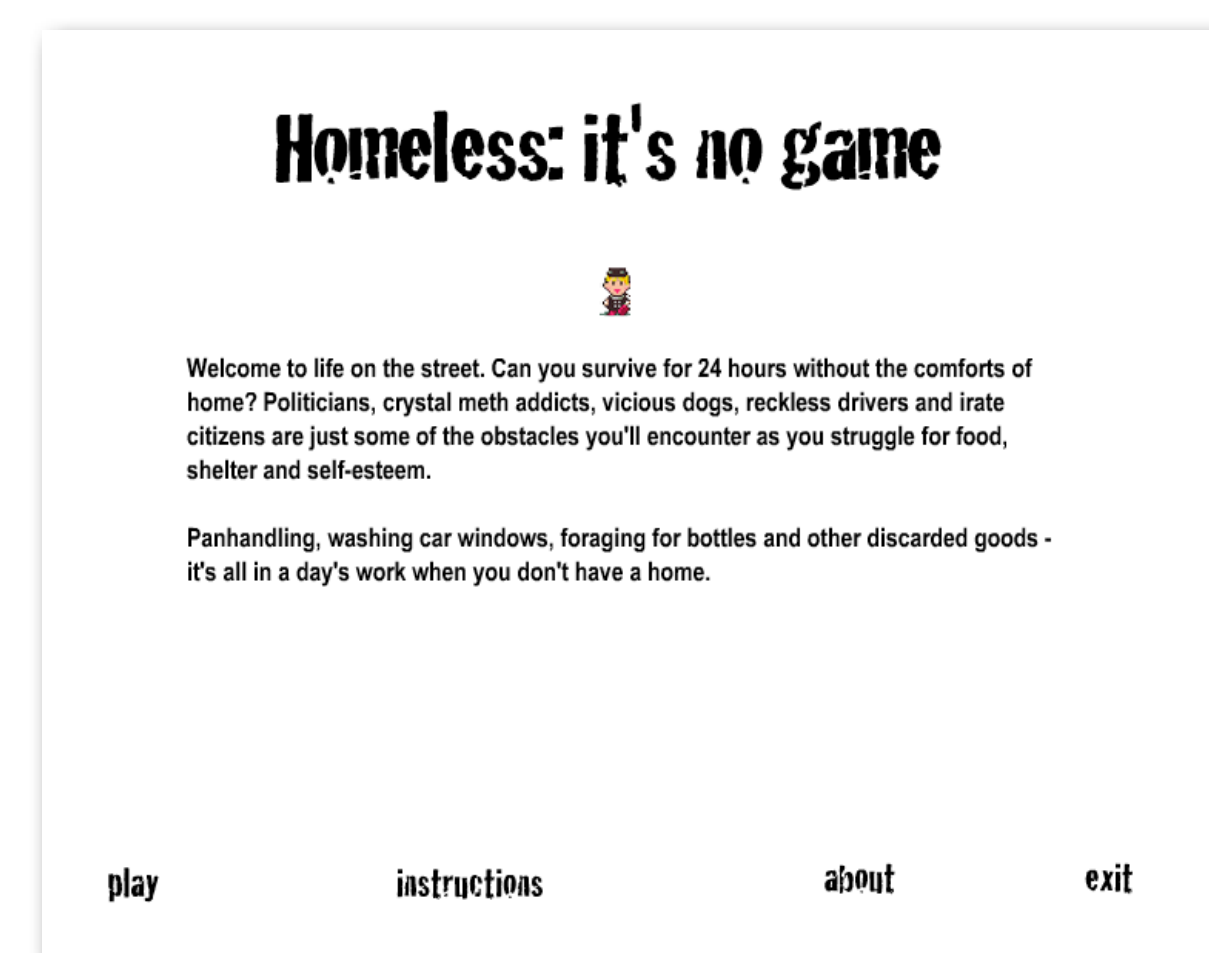 Homeless: it's no game
Welcome to life on the street. Can you survive for 24 hours without the comforts of
home? Politicians, crystal meth addicts, vicious dogs, reckless drivers and irate
citizens are just some of the obstacles you'll encounter as you struggle for food,
shelter and self-esteem.
Panhandling, washing car windows, foraging for bottles and other discarded goods -
it's all in a day's work when you don't have a home.
play instructions about exit